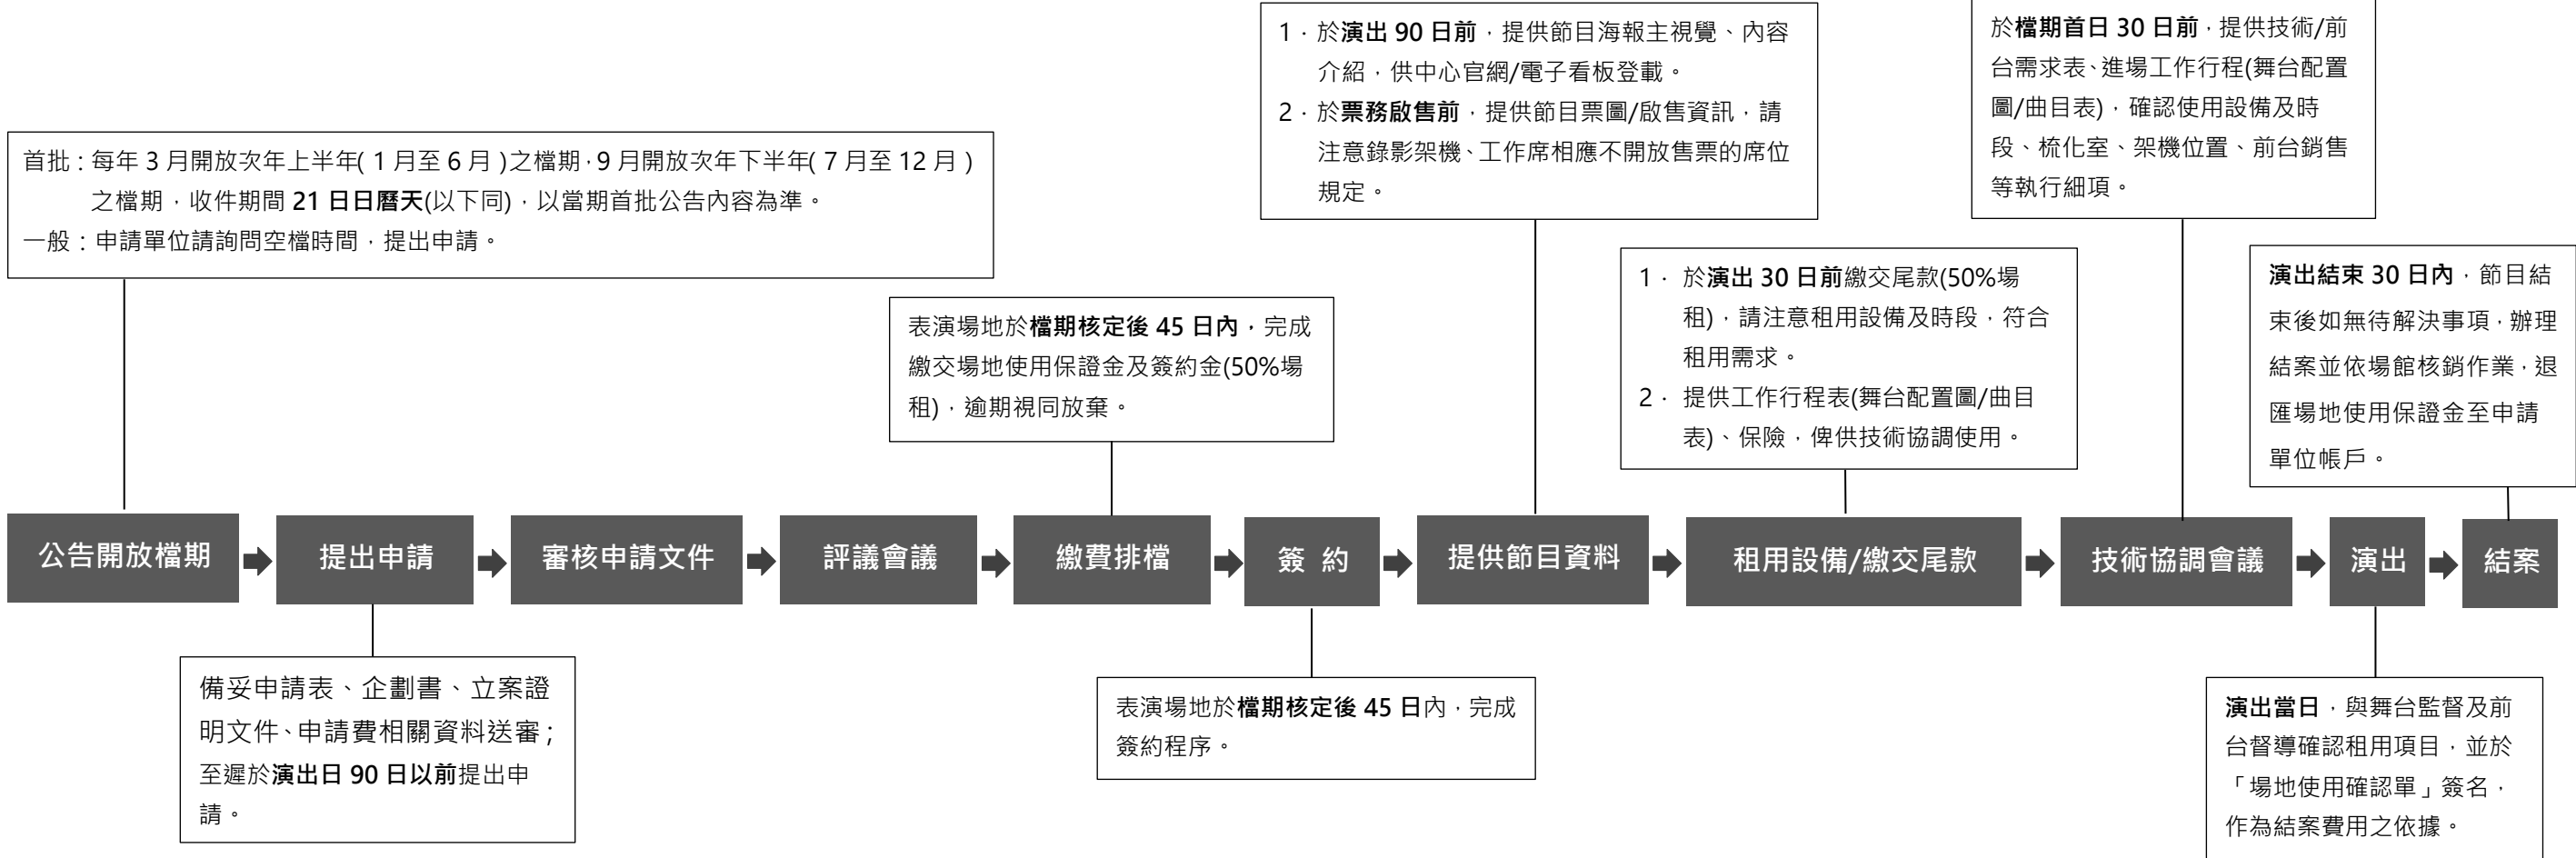 1．於演出 90 日前，提供節目海報主視覺、內容
介紹，供中心官網/電子看板登載。
2．於票務啟售前，提供節目票圖/啟售資訊，請
注意錄影架機、工作席相應不開放售票的席位
規定。
於檔期首日 30 日前，提供技術/前
台需求表、進場工作行程(舞台配置
圖/曲目表)，確認使用設備及時
段、梳化室、架機位置、前台銷售
等執行細項。
首批：每年 3 月開放次年上半年( 1 月至 6 月 )之檔期，9 月開放次年下半年( 7 月至 12 月 )
之檔期，收件期間 21 日日曆天(以下同)，以當期首批公告內容為準。
一般：申請單位請詢問空檔時間，提出申請。
表演場地於檔期核定後 45 日內，完成
繳交場地使用保證金及簽約金(50%場
租)，逾期視同放棄。
1． 於演出 30 日前繳交尾款(50%場
租)，請注意租用設備及時段，符合
租用需求。
2． 提供工作行程表(舞台配置圖/曲目
表)、保險，俾供技術協調使用。
演出結束 30 日內，節目結
束後如無待解決事項，辦理
結案並依場館核銷作業，退
匯場地使用保證金至申請
單位帳戶。
公告開放檔期
提出申請
審核申請文件
評議會議
繳費排檔
簽 約
提供節目資料
租用設備/繳交尾款
技術協調會議
演出
結案
備妥申請表、企劃書、立案證
明文件、申請費相關資料送審；
至遲於演出日 90 日以前提出申
請。
表演場地於檔期核定後 45 日內，完成
簽約程序。
演出當日，與舞台監督及前
台督導確認租用項目，並於
「場地使用確認單」簽名，
作為結案費用之依據。